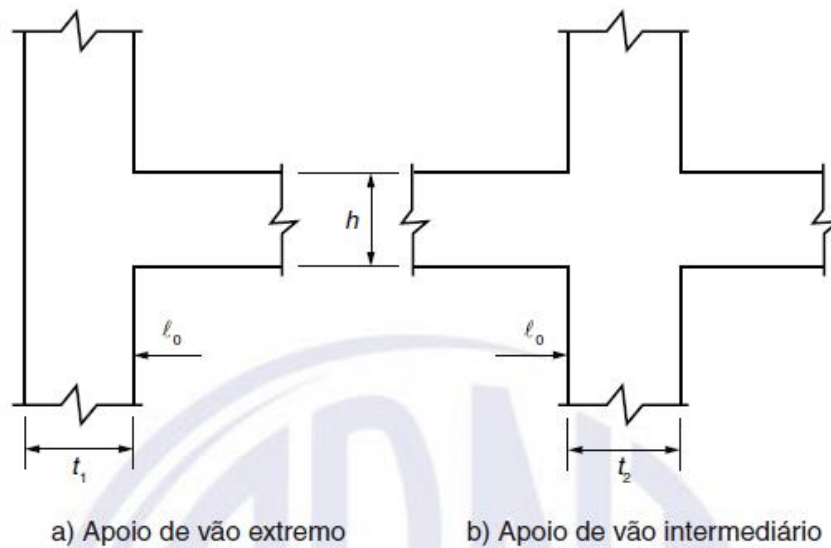 h
ℓ₀
ℓ₀
t₁
t₂
a) Apoio de vão extremo
b) Apoio de vão intermediário